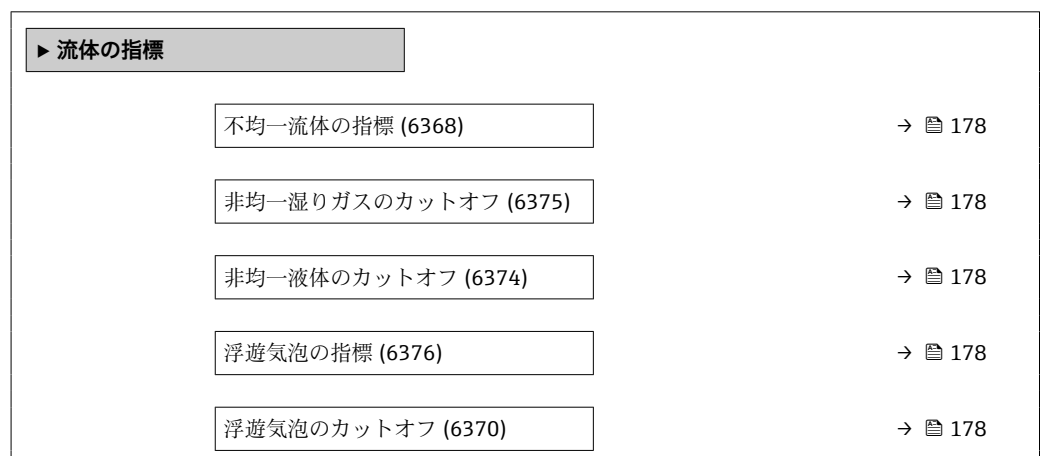 ▶ 流体の指標
不均一流体の指標 (6368) → 178
非均一湿りガスのカットオフ (6375) → 178
非均一液体のカットオフ (6374) → 178
浮遊気泡の指標 (6376) → 178
浮遊気泡のカットオフ (6370) → 178